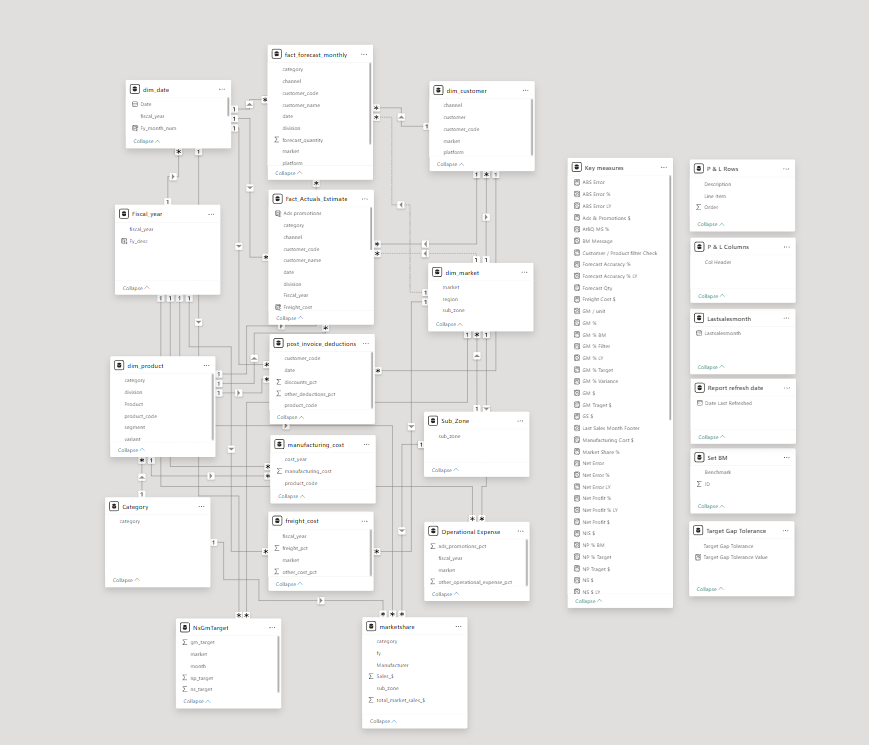 fact_forecast_monthly
category
channel
customer_code
customer_name
date
division
forecast_quantity
market
platform
Collapse
dim_date
Date
fiscal_year
Fy_month_num
Collapse
dim_customer
channel
customer
customer_code
market
platform
Collapse
Fiscal_year
fiscal_year
Fy_desc
Collapse
Fact_Actuals_Estimate
Ads promotions
category
channel
customer_code
customer_name
date
division
Fiscal_year
Freight_cost
Collapse
dim_market
market
region
sub_zone
Collapse
dim_product
category
division
Product
product_code
segment
variant
Collapse
post_invoice_deductions
customer_code
date
discounts_pct
other_deductions_pct
product_code
Collapse
Sub_Zone
sub_zone
Collapse
manufacturing_cost
cost_year
manufacturing_cost
product_code
Collapse
Category
category
Collapse
freight_cost
fiscal_year
freight_pct
market
other_cost_pct
Collapse
Operational Expense
ads_promotions_pct
fiscal_year
market
other_operational_expense_pct
Collapse
NsGmTarget
gm_target
market
month
np_target
ns_target
Collapse
marketshare
category
fy
Manufacturer
Sales_$
sub_zone
total_market_sales_$
Collapse
Key measures
ABS Error
ABS Error %
ABS Error LY
Ads & Promotions $
AtliQ MS %
BM Message
Customer / Product filter Check
Forecast Accuracy %
Forecast Accuracy % LY
Forecast Qty
Freight Cost $
GM / unit
GM %
GM % BM
GM % Filter
GM % LY
GM % Target
GM % Variance
GM $
GM Traget $
GS $
Last Sales Month Footer
Manufacturing Cost $
Market Share %
Net Error
Net Error %
Net Error LY
Net Profit %
Net Profit % LY
Net Profit $
NIS $
NP % BM
NP % Target
NP Traget $
NS $
NS $ LY
Collapse
P & L Rows
Description
Line Item
Order
Collapse
P & L Columns
Col Header
Collapse
Lastsalesmonth
Lastsalesmonth
Collapse
Report refresh date
Date Last Refreshed
Collapse
Set BM
Benchmark
ID
Collapse
Target Gap Tolerance
Target Gap Tolerance
Target Gap Tolerance Value
Collapse